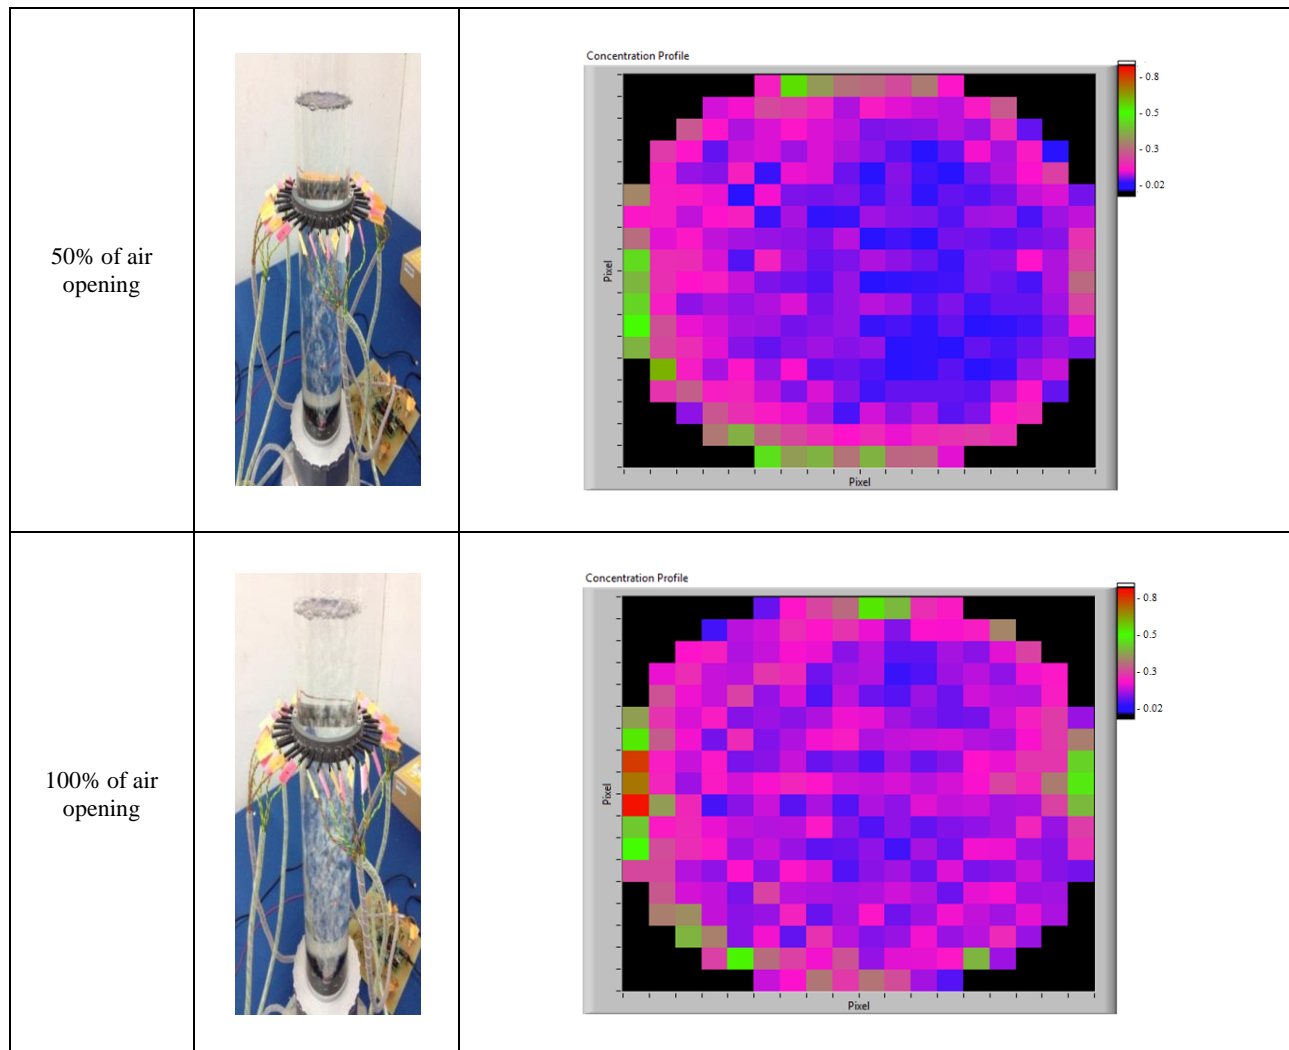 50% of air
opening
Concentration Profile
- 0.8
- 0.5
- 0.3
- 0.02
Pixel
Pixel
100% of air
opening
Concentration Profile
- 0.8
- 0.5
- 0.3
- 0.02
Pixel
Pixel